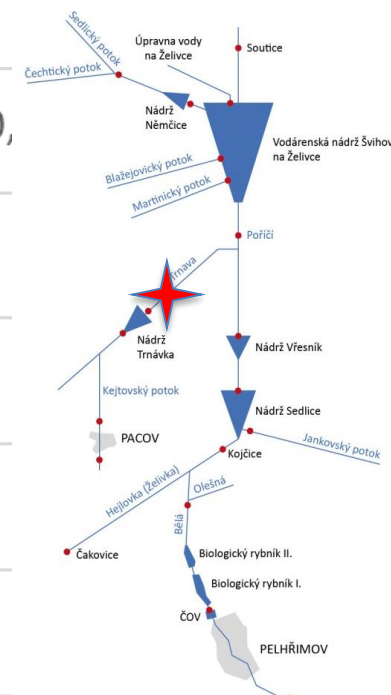 Sedlický potok
Čechtický potok
Úpravna vody
na Želivce
Soutice
Nádrž
Němčice
Vodárenská nádrž Švihov
na Želivce
Blažejovický potok
Martinický potok
Poříčí
Trnava
Nádrž
Trnávka
Nádrž Vřesník
Kejtovský potok
Nádrž Sedlice
PACOV
Jankovský potok
Kojčice
Hejlovka (Želivka)
Olešná
Bělá
Čakovice
Biologický rybník II.
Biologický rybník I.
ČOV
PELHŘIMOV